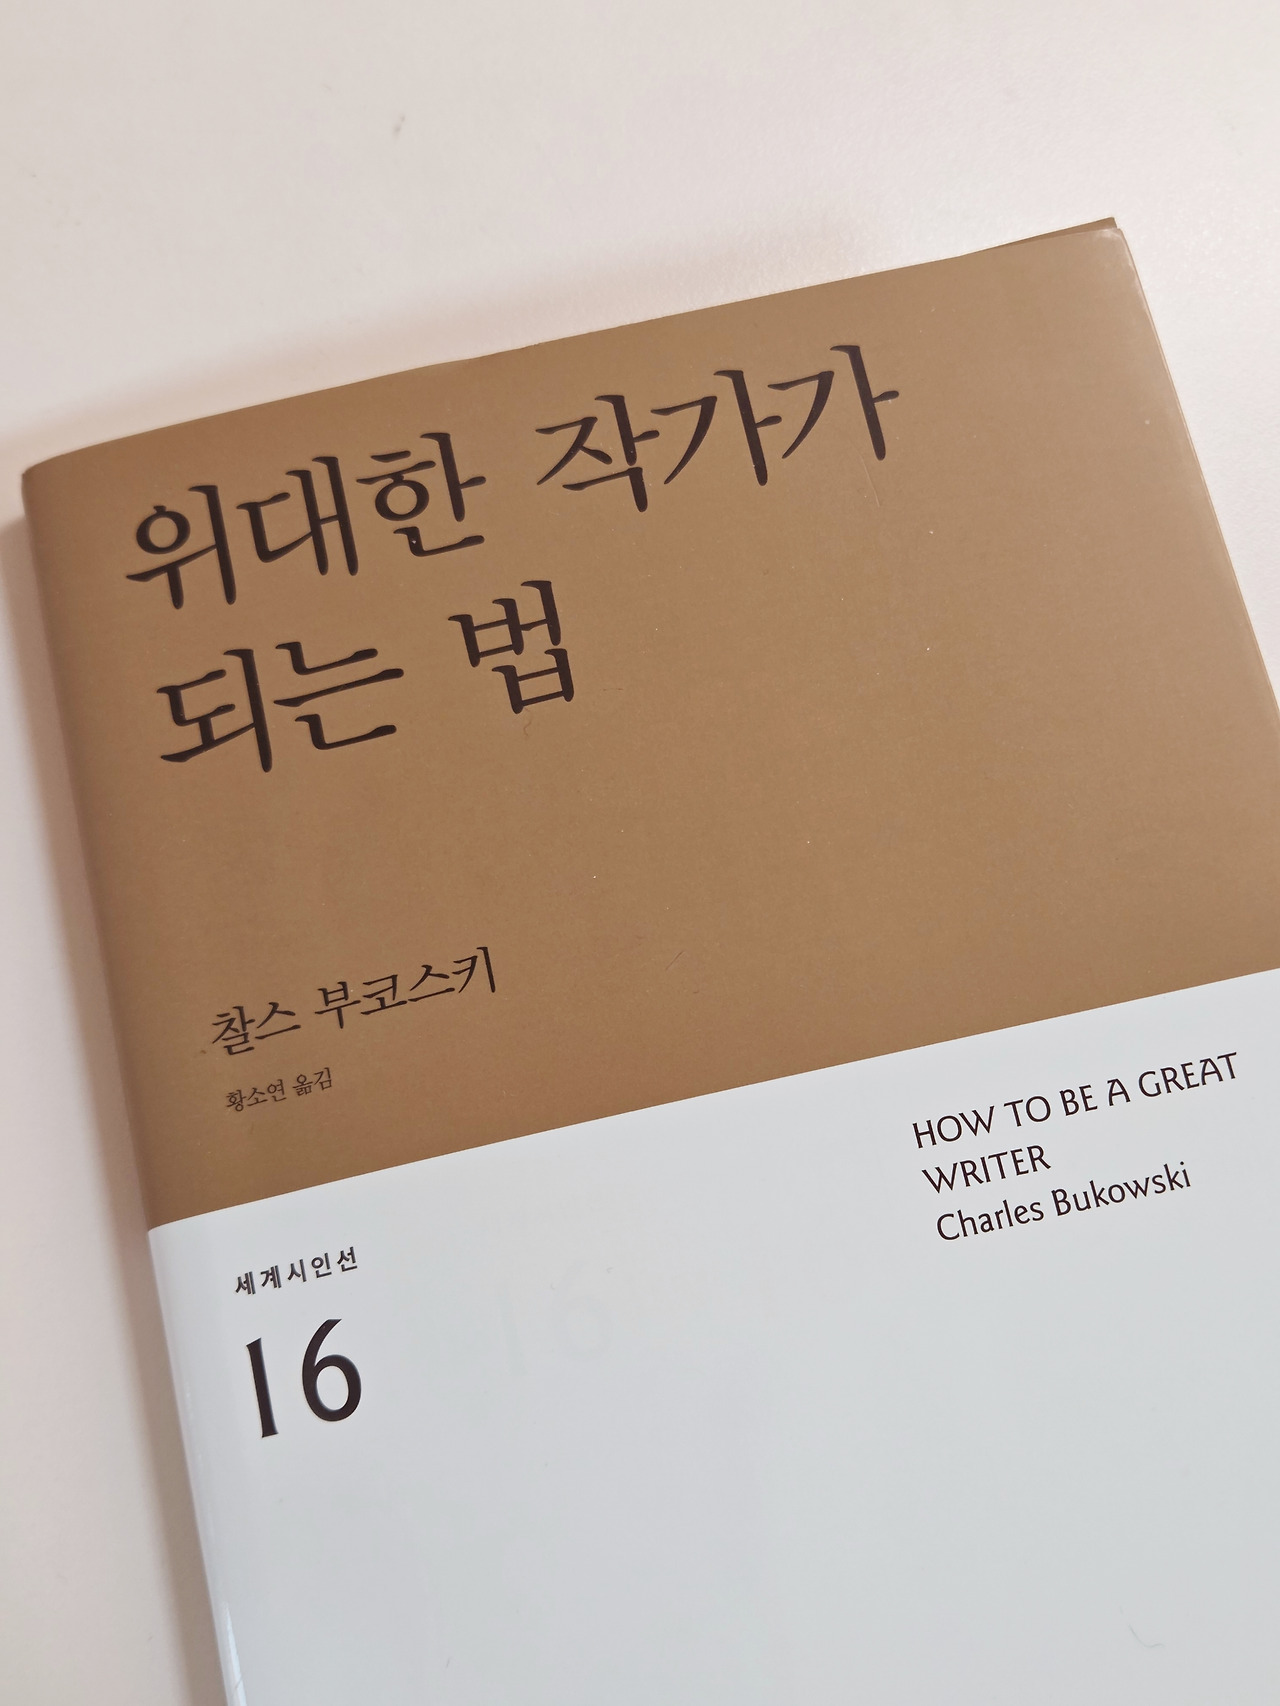 위대한 작가가
되는 법
찰스 부코스키
황소연 옮김
HOW TO BE A GREAT
WRITER
Charles Bukowski
세계시인선
16